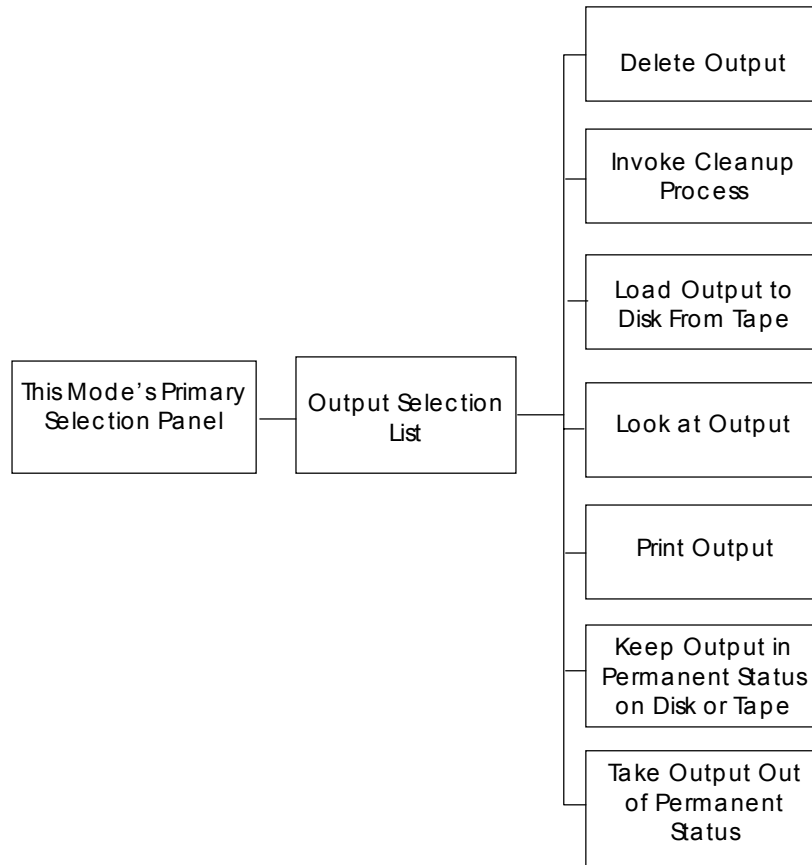 This Mode’s Primary
Selection Panel
Output Selection
List
Delete Output
Invoke Cleanup
Process
Load Output to
Disk From Tape
Look at Output
Print Output
Keep Output in
Permanent Status
on Disk or Tape
Take Output Out
of Permanent
Status